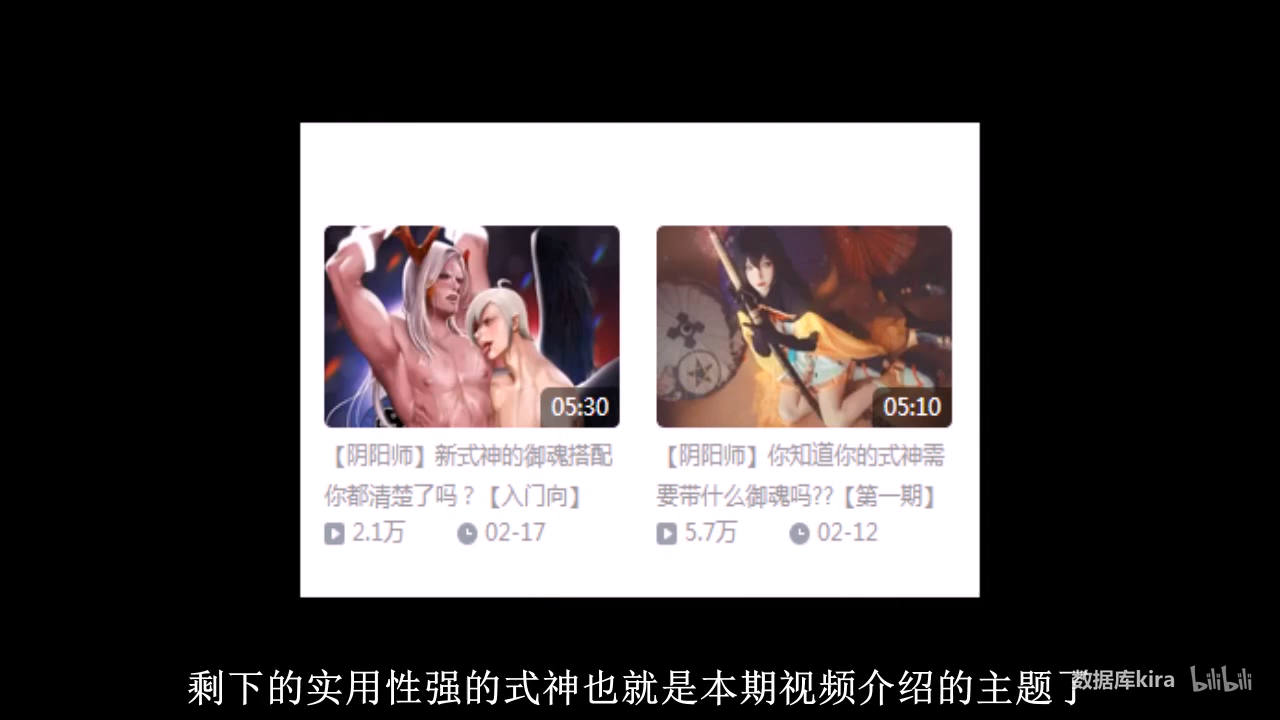 05:30
05:10
【阴阳师】新式神的御魂搭配
你都清楚了吗？【入门向】
2.1万 02-17
【阴阳师】你知道你的式神需
要带什么御魂吗??【第一期】
5.7万 02-12
剩下的实用性强的式神也就是本期视频介绍的主题了
数据库kira bilibili